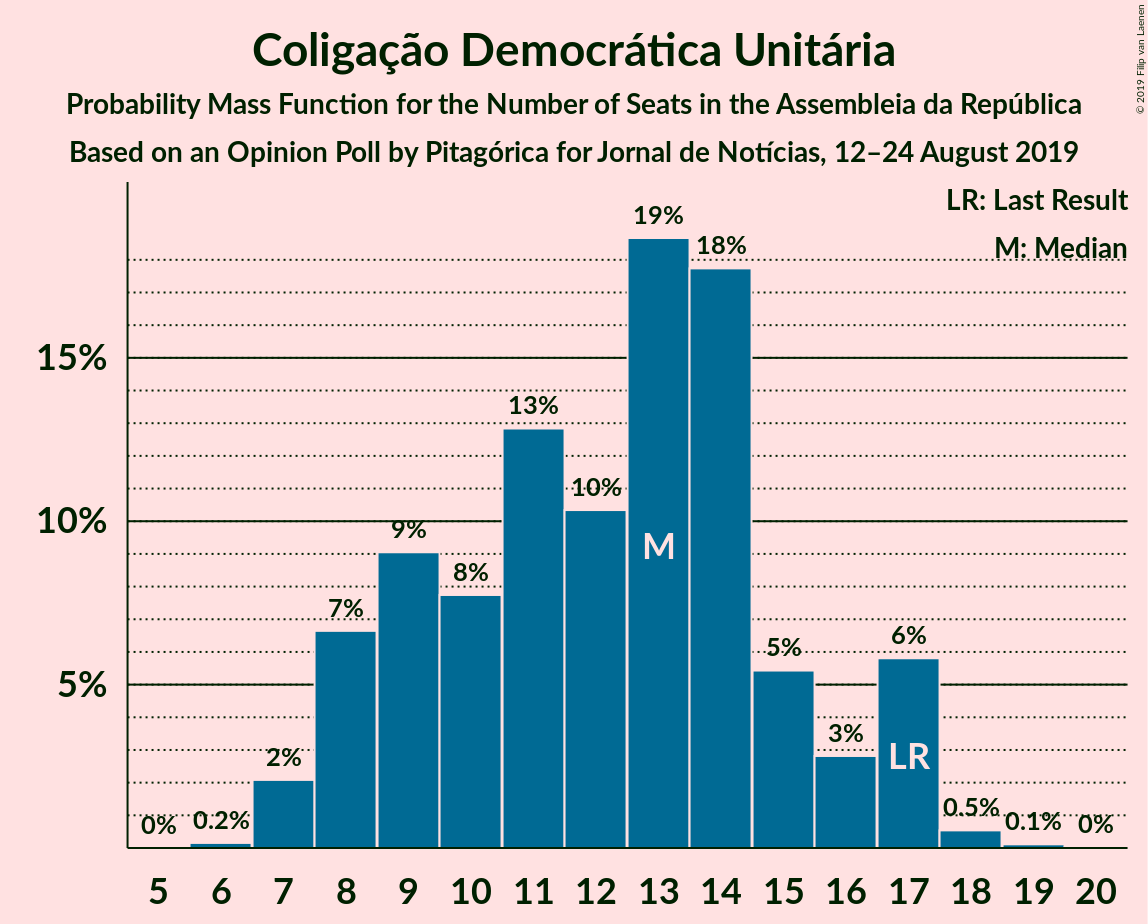 Coligação Democrática Unitária
Probability Mass Function for the Number of Seats in the Assembleia da República
Based on an Opinion Poll by Pitagórica for Jornal de Notícias, 12–24 August 2019
© 2019 Filip van Laenen
LR: Last Result
M: Median
15%
10%
5%
0%
0.2%
2%
7%
9%
8%
13%
10%
19%
18%
5%
3%
6%
0.5%
0.1%
0%
M
LR
5 6 7 8 9 10 11 12 13 14 15 16 17 18 19 20